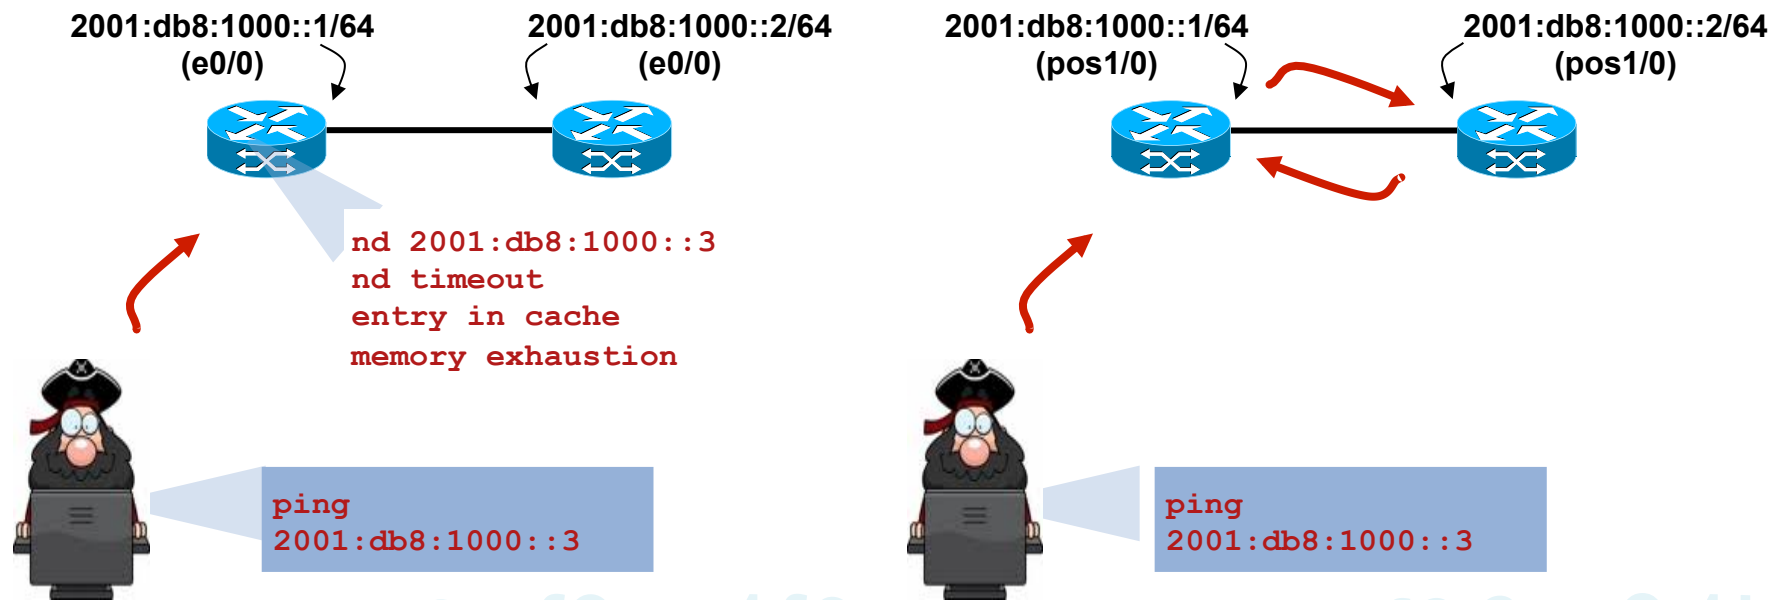 2001:db8:1000::1/64
(e0/0)
2001:db8:1000::2/64
(e0/0)
nd 2001:db8:1000::3
nd timeout
entry in cache
memory exhaustion
ping
2001:db8:1000::3
2001:db8:1000::1/64
(pos1/0)
2001:db8:1000::2/64
(pos1/0)
ping
2001:db8:1000::3